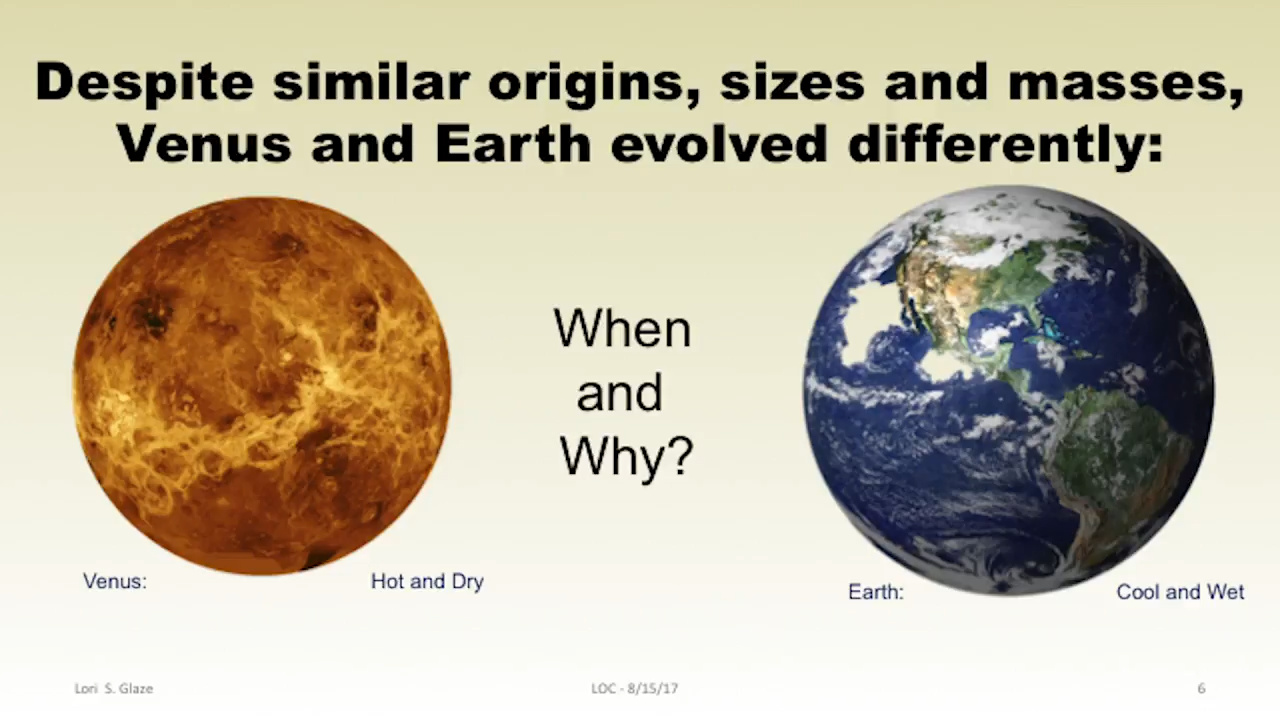 Despite similar origins, sizes and masses,
Venus and Earth evolved differently:
When
and
Why?
Venus:
Hot and Dry
Earth:
Cool and Wet
Lori S. Glaze
LOC - 8/15/17
6